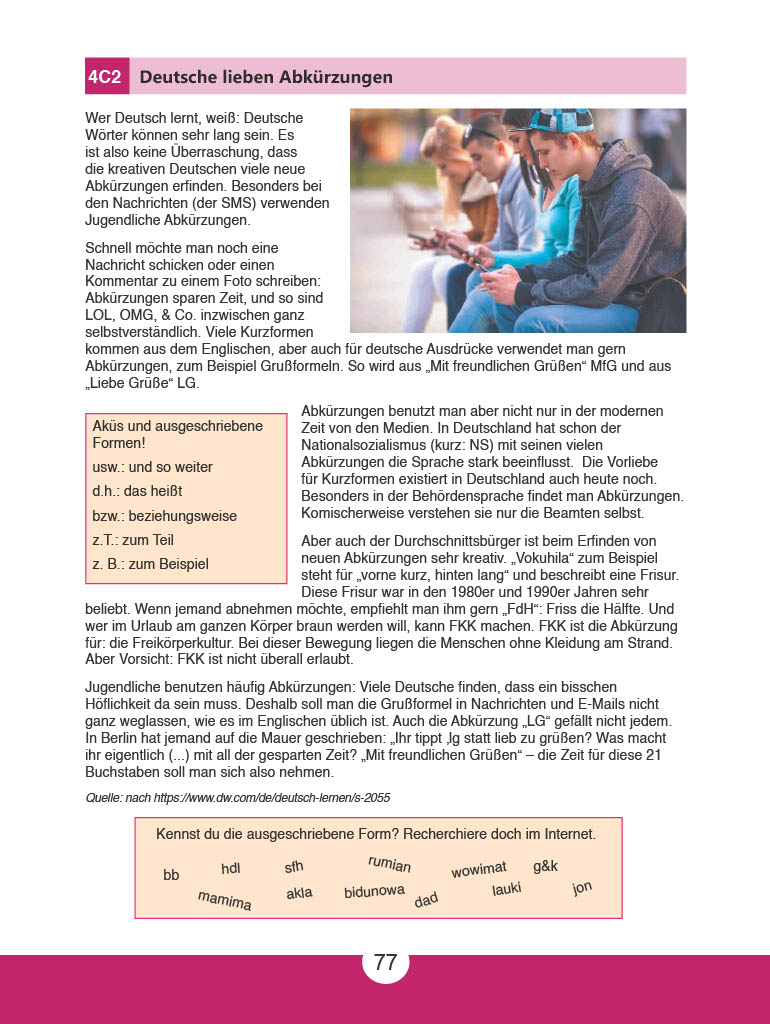 4C2 Deutsche lieben Abkürzungen
Wer Deutsch lernt, weiß: Deutsche
Wörter können sehr lang sein. Es
ist also keine Überraschung, dass
die kreativen Deutschen viele neue
Abkürzungen erfinden. Besonders bei
den Nachrichten (der SMS) verwenden
Jugendliche Abkürzungen.
Schnell möchte man noch eine
Nachricht schicken oder einen
Kommentar zu einem Foto schreiben:
Abkürzungen sparen Zeit, und so sind
LOL, OMG, & Co. inzwischen ganz
selbstverständlich. Viele Kurzformen
kommen aus dem Englischen, aber auch für deutsche Ausdrücke verwendet man gern
Abkürzungen, zum Beispiel Grußformeln. So wird aus „Mit freundlichen Grüßen“ MfG und aus
„Liebe Grüße“ LG.
Aküs und ausgeschriebene
Formen!
usw.: und so weiter
d.h.: das heißt
bzw.: beziehungsweise
z.T.: zum Teil
z. B.: zum Beispiel
Abkürzungen benutzt man aber nicht nur in der modernen
Zeit von den Medien. In Deutschland hat schon der
Nationalsozialismus (kurz: NS) mit seinen vielen
Abkürzungen die Sprache stark beeinflusst. Die Vorliebe
für Kurzformen existiert in Deutschland auch heute noch.
Besonders in der Behördensprache findet man Abkürzungen.
Komischerweise verstehen sie nur die Beamten selbst.
Aber auch der Durchschnittsbürger ist beim Erfinden von
neuen Abkürzungen sehr kreativ. „Vokuhila“ zum Beispiel
steht für „vorne kurz, hinten lang“ und beschreibt eine Frisur.
Diese Frisur war in den 1980er und 1990er Jahren sehr
beliebt. Wenn jemand abnehmen möchte, empfiehlt man ihm gern „FdH“: Friss die Hälfte. Und
wer im Urlaub am ganzen Körper braun werden will, kann FKK machen. FKK ist die Abkürzung
für: die Freikörperkultur. Bei dieser Bewegung liegen die Menschen ohne Kleidung am Strand.
Aber Vorsicht: FKK ist nicht überall erlaubt.
Jugendliche benutzen häufig Abkürzungen: Viele Deutsche finden, dass ein bisschen
Höflichkeit da sein muss. Deshalb soll man die Grußformel in Nachrichten und E-Mails nicht
ganz weglassen, wie es im Englischen üblich ist. Auch die Abkürzung „LG“ gefällt nicht jedem.
In Berlin hat jemand auf die Mauer geschrieben: „Ihr tippt ‚lg statt lieb zu grüßen? Was macht
ihr eigentlich (...) mit all der gesparten Zeit? „Mit freundlichen Grüßen“ – die Zeit für diese 21
Buchstaben soll man sich also nehmen.
Quelle: nach https://www.dw.com/de/deutsch-lernen/s-2055
Kennst du die ausgeschriebene Form? Recherchiere doch im Internet.
bb hdl sfh rumian wowimat g&k
mamima akla bidunowa dad lauki jon
77